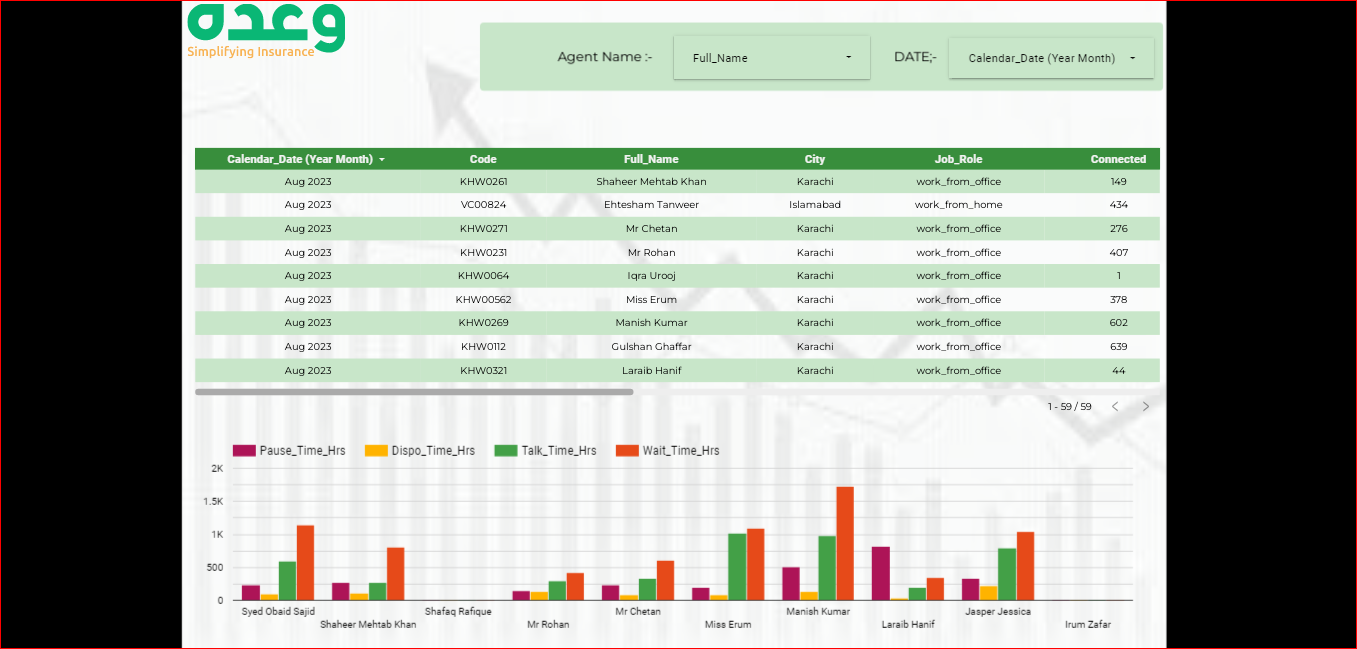 وعده
Simplifying Insurance
Agent Name :- Full_Name DATE;- Calendar_Date (Year Month)
Calendar_Date (Year Month) Code Full_Name City Job_Role Connected
Aug 2023 KHW0261 Shaheer Mehtab Khan Karachi work_from_office 149
Aug 2023 VC00824 Ehtesham Tanweer Islamabad work_from_home 434
Aug 2023 KHW0271 Mr Chetan Karachi work_from_office 276
Aug 2023 KHW0231 Mr Rohan Karachi work_from_office 407
Aug 2023 KHW0064 Iqra Urooj Karachi work_from_office 1
Aug 2023 KHW00562 Miss Erum Karachi work_from_office 378
Aug 2023 KHW0269 Manish Kumar Karachi work_from_office 602
Aug 2023 KHW0112 Gulshan Ghaffar Karachi work_from_office 639
Aug 2023 KHW0321 Laraib Hanif Karachi work_from_office 44
1 - 59 / 59
Pause_Time_Hrs Dispo_Time_Hrs Talk_Time_Hrs Wait_Time_Hrs
2K
1.5K
1K
500
0
Syed Obaid Sajid Shafaq Rafique Mr Chetan Manish Kumar Jasper Jessica
Shaheer Mehtab Khan Mr Rohan Miss Erum Laraib Hanif Irum Zafar